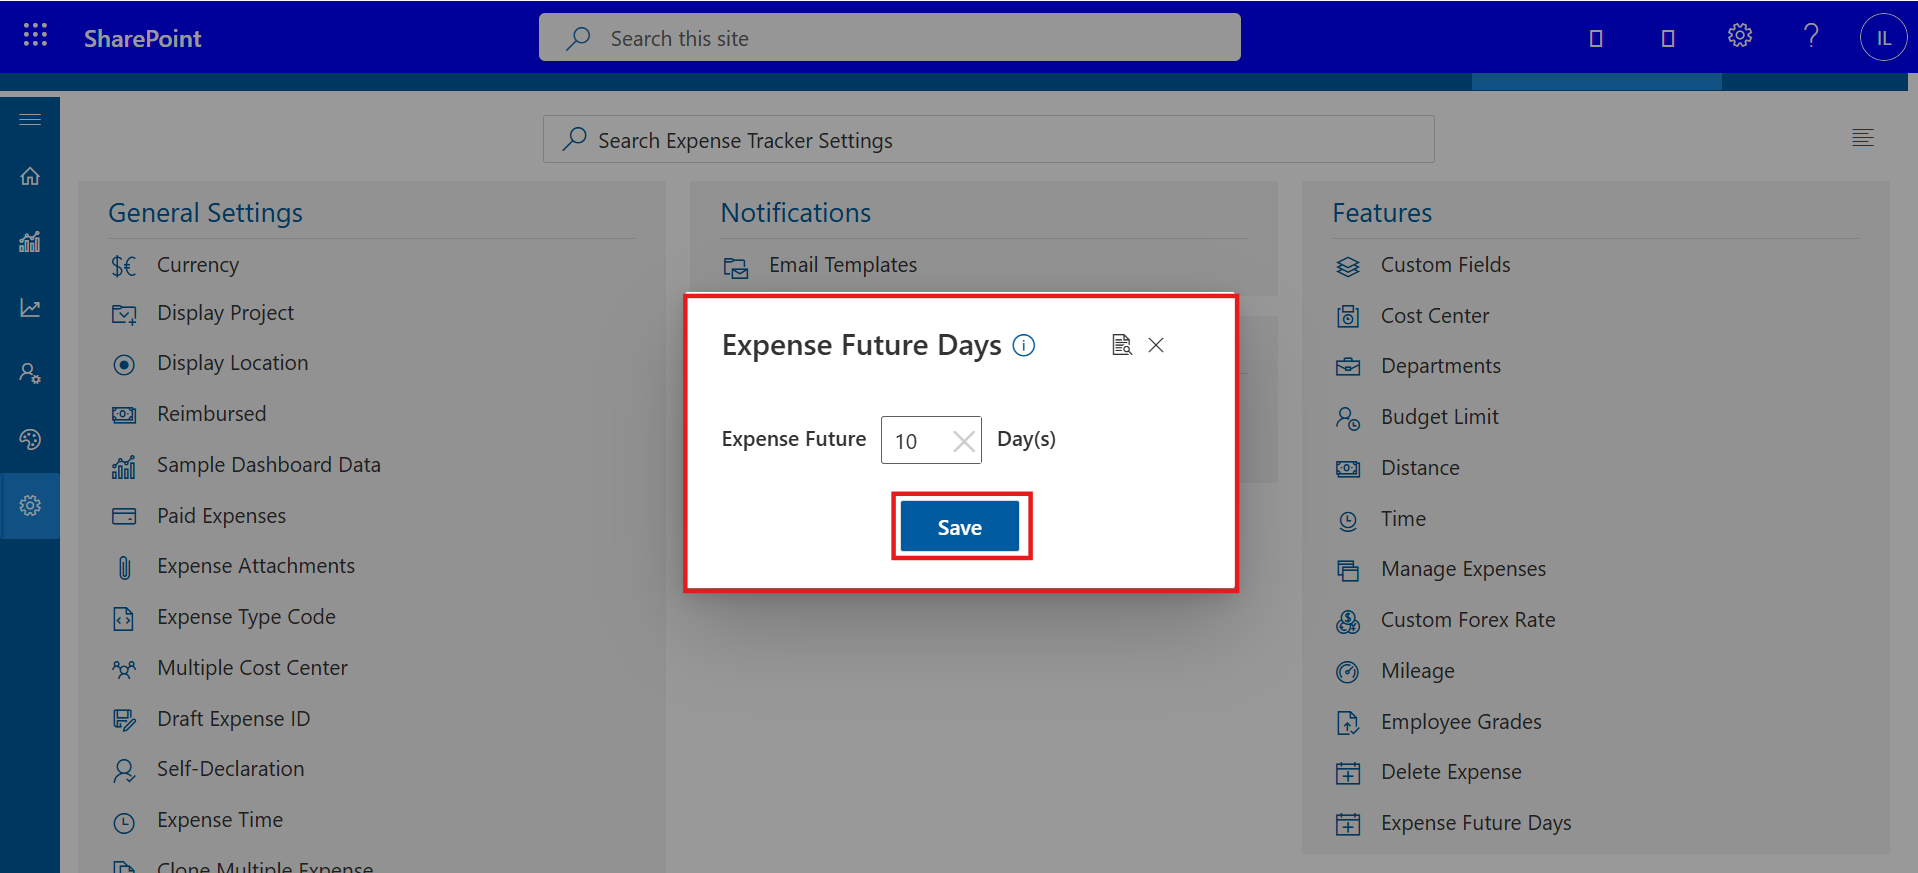 SharePoint
Search this site
IL
Search Expense Tracker Settings
General Settings
Currency
Display Project
Display Location
Reimbursed
Sample Dashboard Data
Paid Expenses
Expense Attachments
Expense Type Code
Multiple Cost Center
Draft Expense ID
Self-Declaration
Expense Time
Clone Multiple Expense
Notifications
Email Templates
Expense Future Days
Expense Future 10 Day(s)
Save
Features
Custom Fields
Cost Center
Departments
Budget Limit
Distance
Time
Manage Expenses
Custom Forex Rate
Mileage
Employee Grades
Delete Expense
Expense Future Days